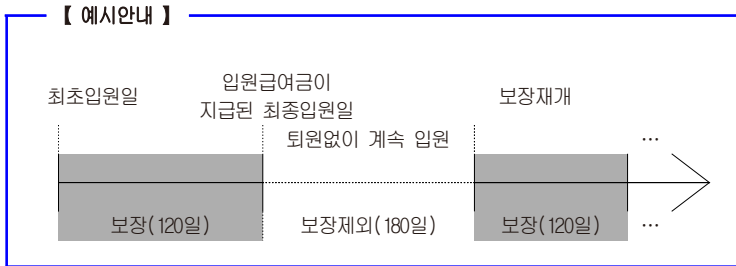 【 예시안내 】
최초입원일
입원급여금이
지급된 최종입원일
보장재개
퇴원없이 계속 입원
…
보장(120일)
보장제외(180일)
보장(120일)
…